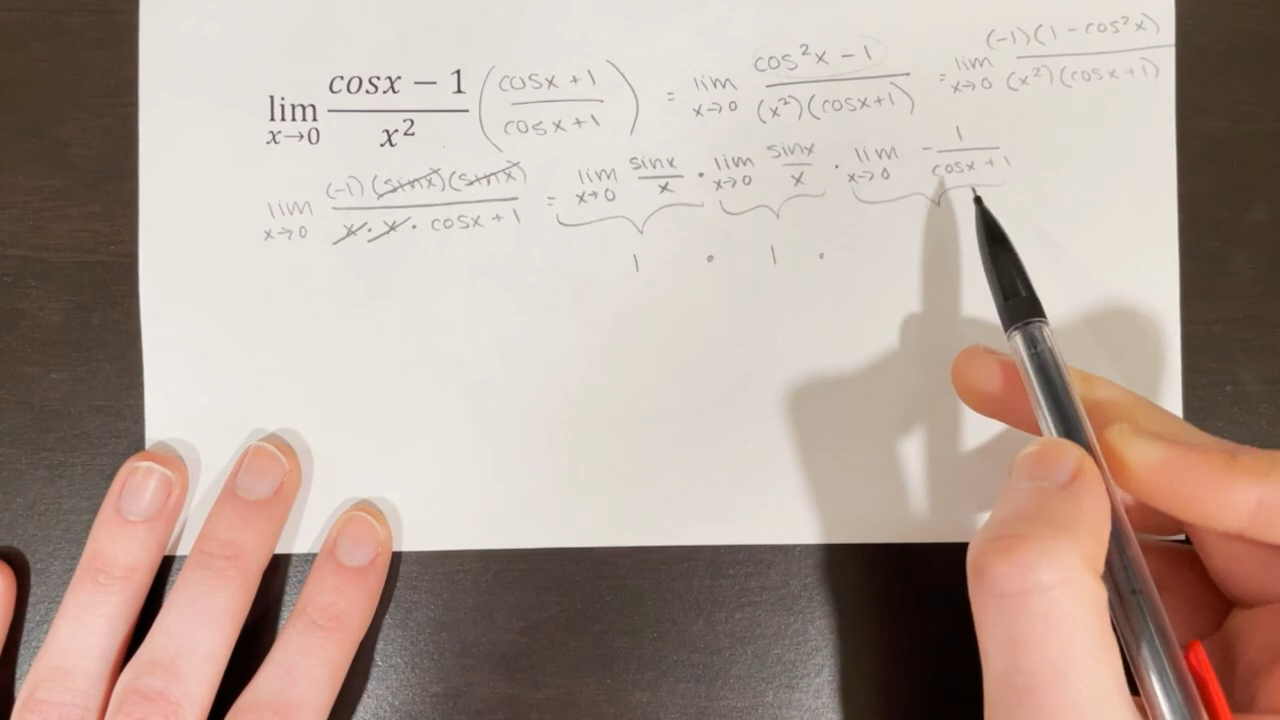 lim x→0 (cosx − 1)/x² ((cosx + 1)/(cosx + 1)) = lim x→0 (cos²x − 1)/((x²)(cosx+1)) = lim x→0 ((-1)(1 − cos²x))/((x²)(cosx+1))
lim x→0 ((-1)(sinx)(sinx))/(x · x · cosx + 1) = lim x→0 sinx/x · lim x→0 sinx/x · lim x→0 − 1/(cosx + 1)
1 · 1 ·